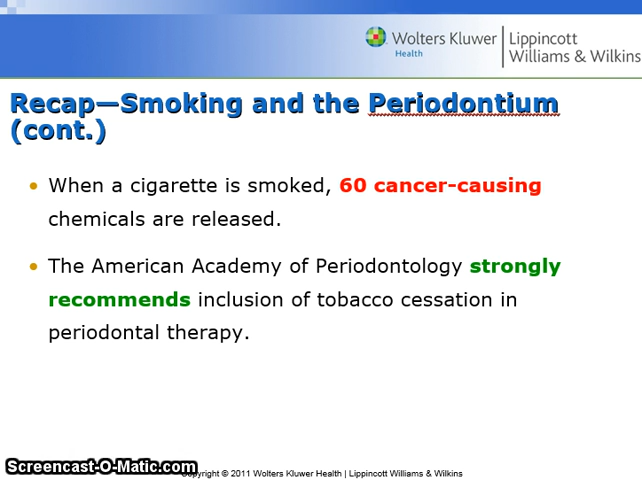 Wolters Kluwer
Health
Lippincott
Williams & Wilkins
Recap—Smoking and the Periodontium
(cont.)
• When a cigarette is smoked, 60 cancer-causing
chemicals are released.
• The American Academy of Periodontology strongly
recommends inclusion of tobacco cessation in
periodontal therapy.
Screencast-O-Matic.com
Copyright © 2011 Wolters Kluwer Health | Lippincott Williams & Wilkins